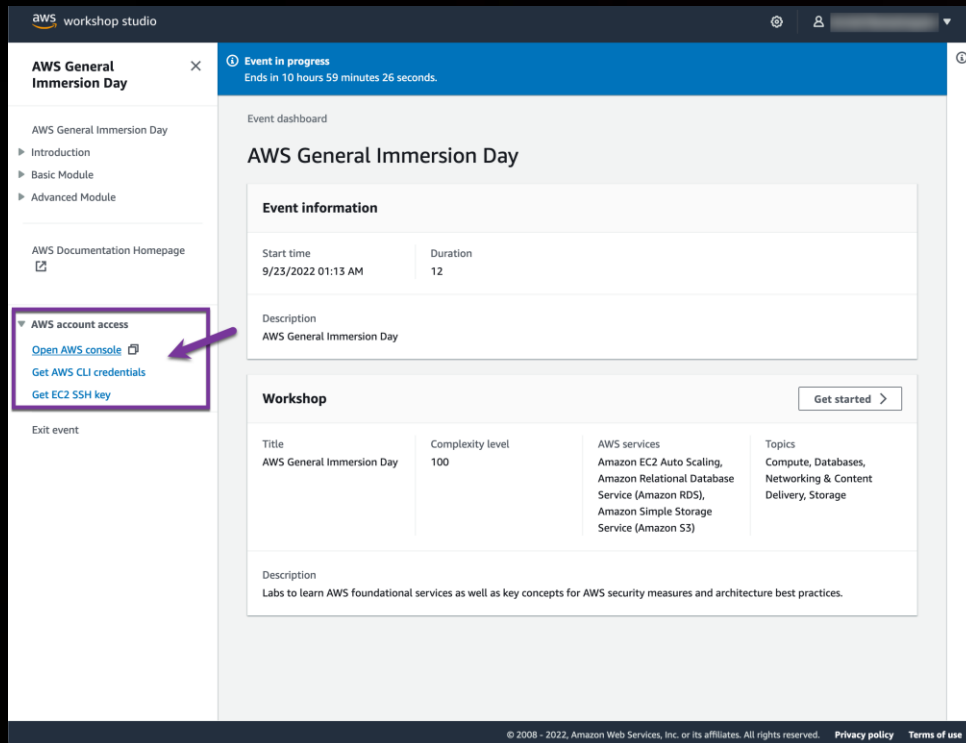 aws workshop studio
AWS General
Immersion Day
AWS General Immersion Day
Introduction
Basic Module
Advanced Module
AWS Documentation Homepage
AWS account access
Open AWS console
Get AWS CLI credentials
Get EC2 SSH key
Exit event
Event in progress
Ends in 10 hours 59 minutes 26 seconds.
Event dashboard
AWS General Immersion Day
Event information
Start time
9/23/2022 01:13 AM
Duration
12
Description
AWS General Immersion Day
Workshop
Get started
Title
AWS General Immersion Day
Complexity level
100
AWS services
Amazon EC2 Auto Scaling,
Amazon Relational Database
Service (Amazon RDS),
Amazon Simple Storage
Service (Amazon S3)
Topics
Compute, Databases,
Networking & Content
Delivery, Storage
Description
Labs to learn AWS foundational services as well as key concepts for AWS security measures and architecture best practices.
© 2008 - 2022, Amazon Web Services, Inc. or its affiliates. All rights reserved. Privacy policy Terms of use